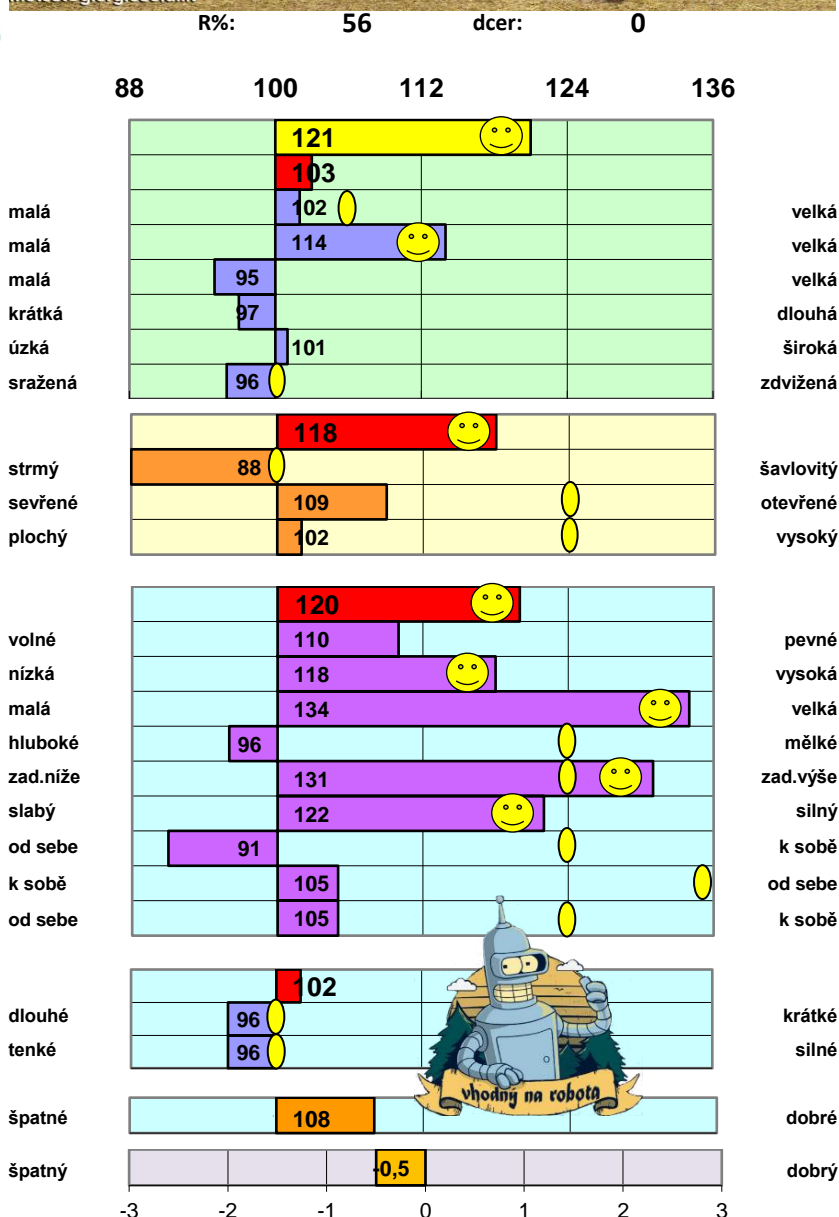 R%: 56 dcer: 0
88 100 112 124 136
121
103
malá 102 velká
malá 114 velká
malá 95 velká
krátká 97 dlouhá
úzká 101 široká
sražená 96 zdvižená
118
strmý 88 šavlovitý
sevřené 109 otevřené
plochý 102 vysoký
120
volné 110 pevné
nízká 118 vysoká
malá 134 velká
hluboké 96 mělké
zad.níže 131 zad.výše
slabý 122 silný
od sebe 91 k sobě
k sobě 105 od sebe
od sebe 105 k sobě
102
dlouhé 96 krátké
tenké 96 silné
vhodný na robota
špatné 108 dobré
špatný -0,5 dobrý
-3 -2 -1 0 1 2 3